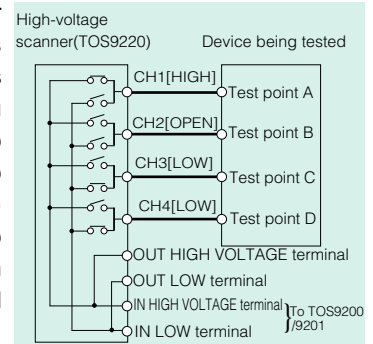 High-voltage
scanner(TOS9220)
Device being tested
CH1[HIGH]
Test point A
CH2[OPEN]
Test point B
CH3[LOW]
Test point C
CH4[LOW]
Test point D
OUT HIGH VOLTAGE terminal
OUT LOW terminal
IN HIGH VOLTAGE terminal
IN LOW terminal
To TOS9200
/9201